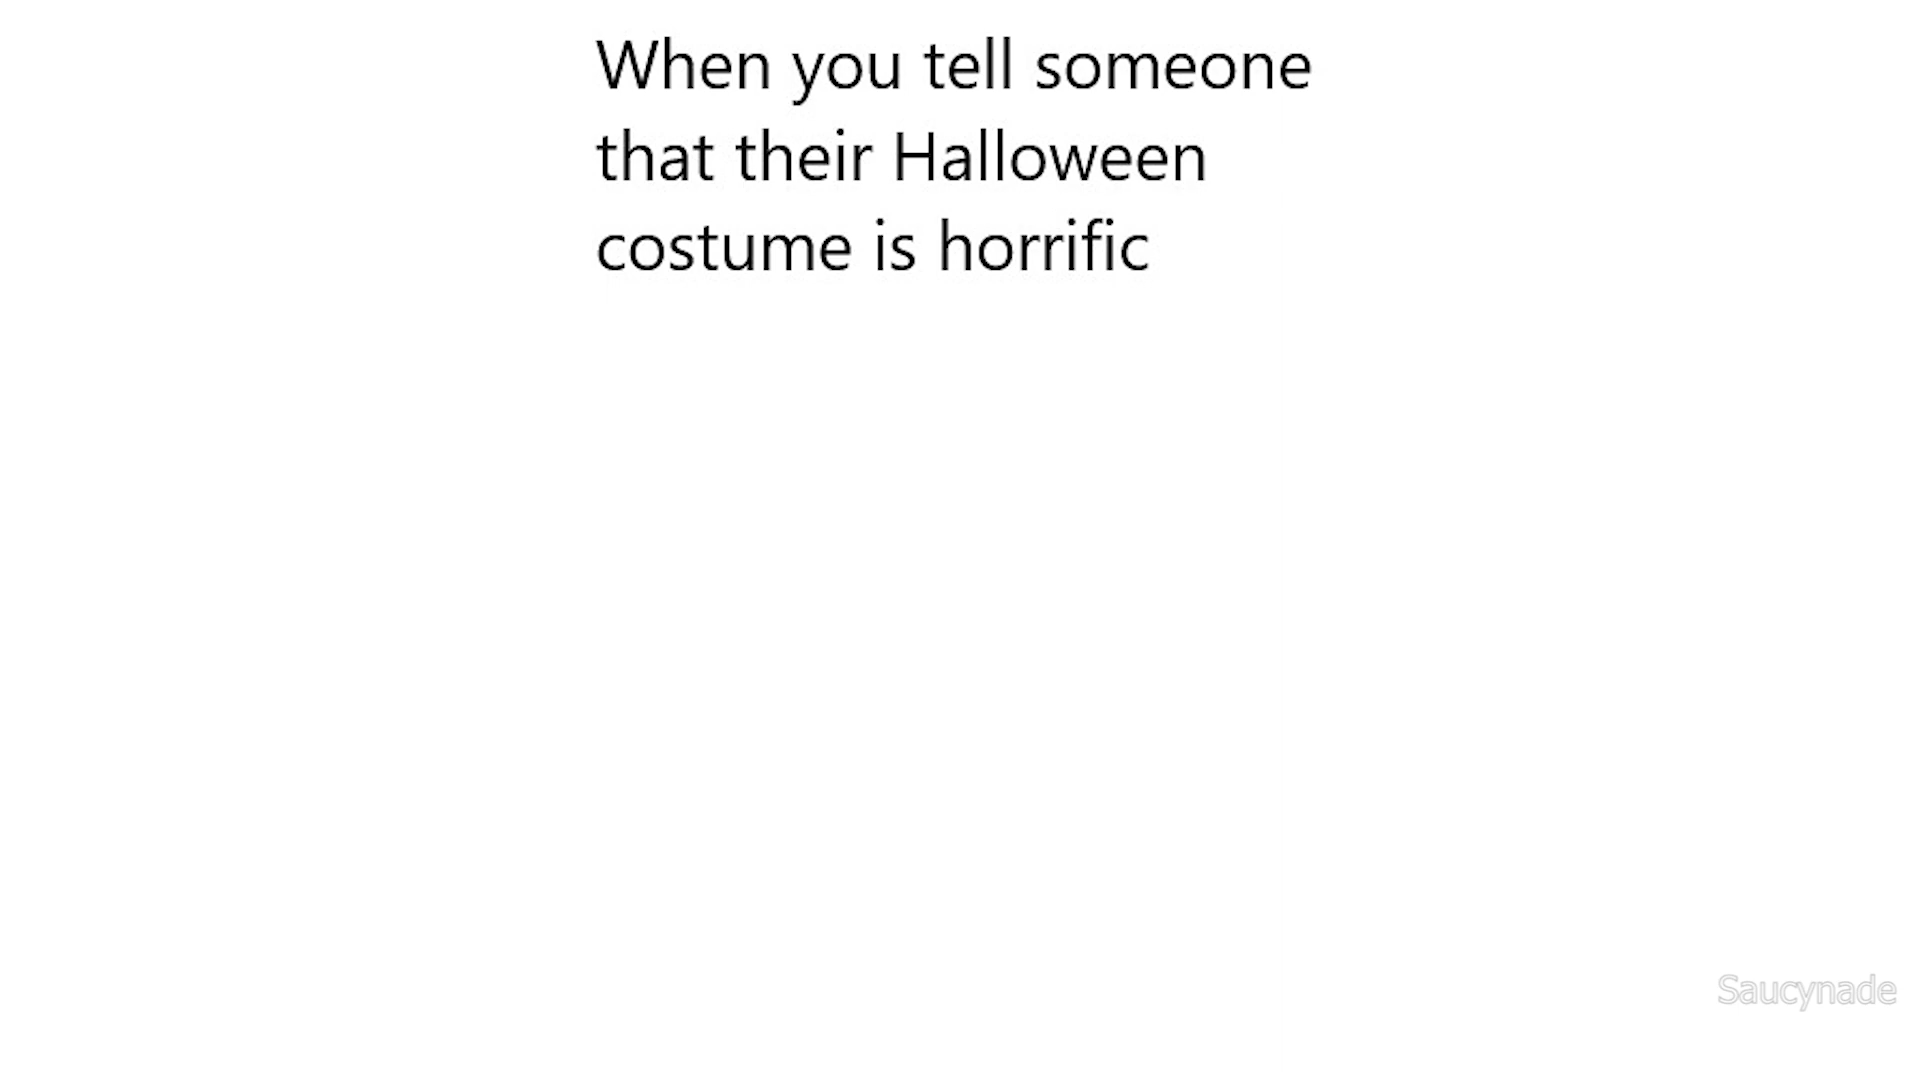 When you tell someone
that their Halloween
costume is horrific
Saucynade